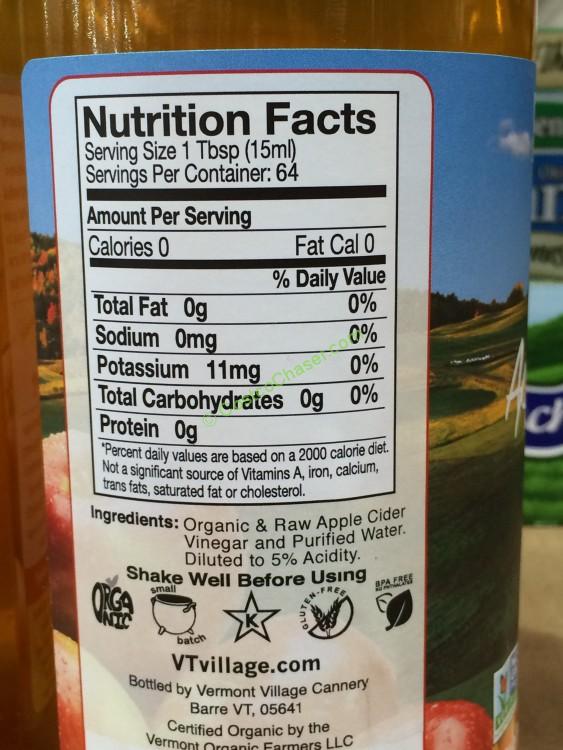 Nutrition Facts
Serving Size 1 Tbsp (15ml)
Servings Per Container: 64
Amount Per Serving
Calories 0 Fat Cal 0
% Daily Value
Total Fat 0g 0%
Sodium 0mg 0%
Potassium 11mg 0%
Total Carbohydrates 0g 0%
Protein 0g
*Percent daily values are based on a 2000 calorie diet.
Not a significant source of Vitamins A, iron, calcium,
trans fats, saturated fat or cholesterol.
Ingredients: Organic & Raw Apple Cider
Vinegar and Purified Water.
Diluted to 5% Acidity.
Shake Well Before Using
ORGANIC
small
batch
K
GLUTEN-FREE
BPA FREE
NO PHTHALATES
VTvillage.com
Bottled by Vermont Village Cannery
Barre VT, 05641
Certified Organic by the
Vermont Organic Farmers LLC
© CostcoChaser.com